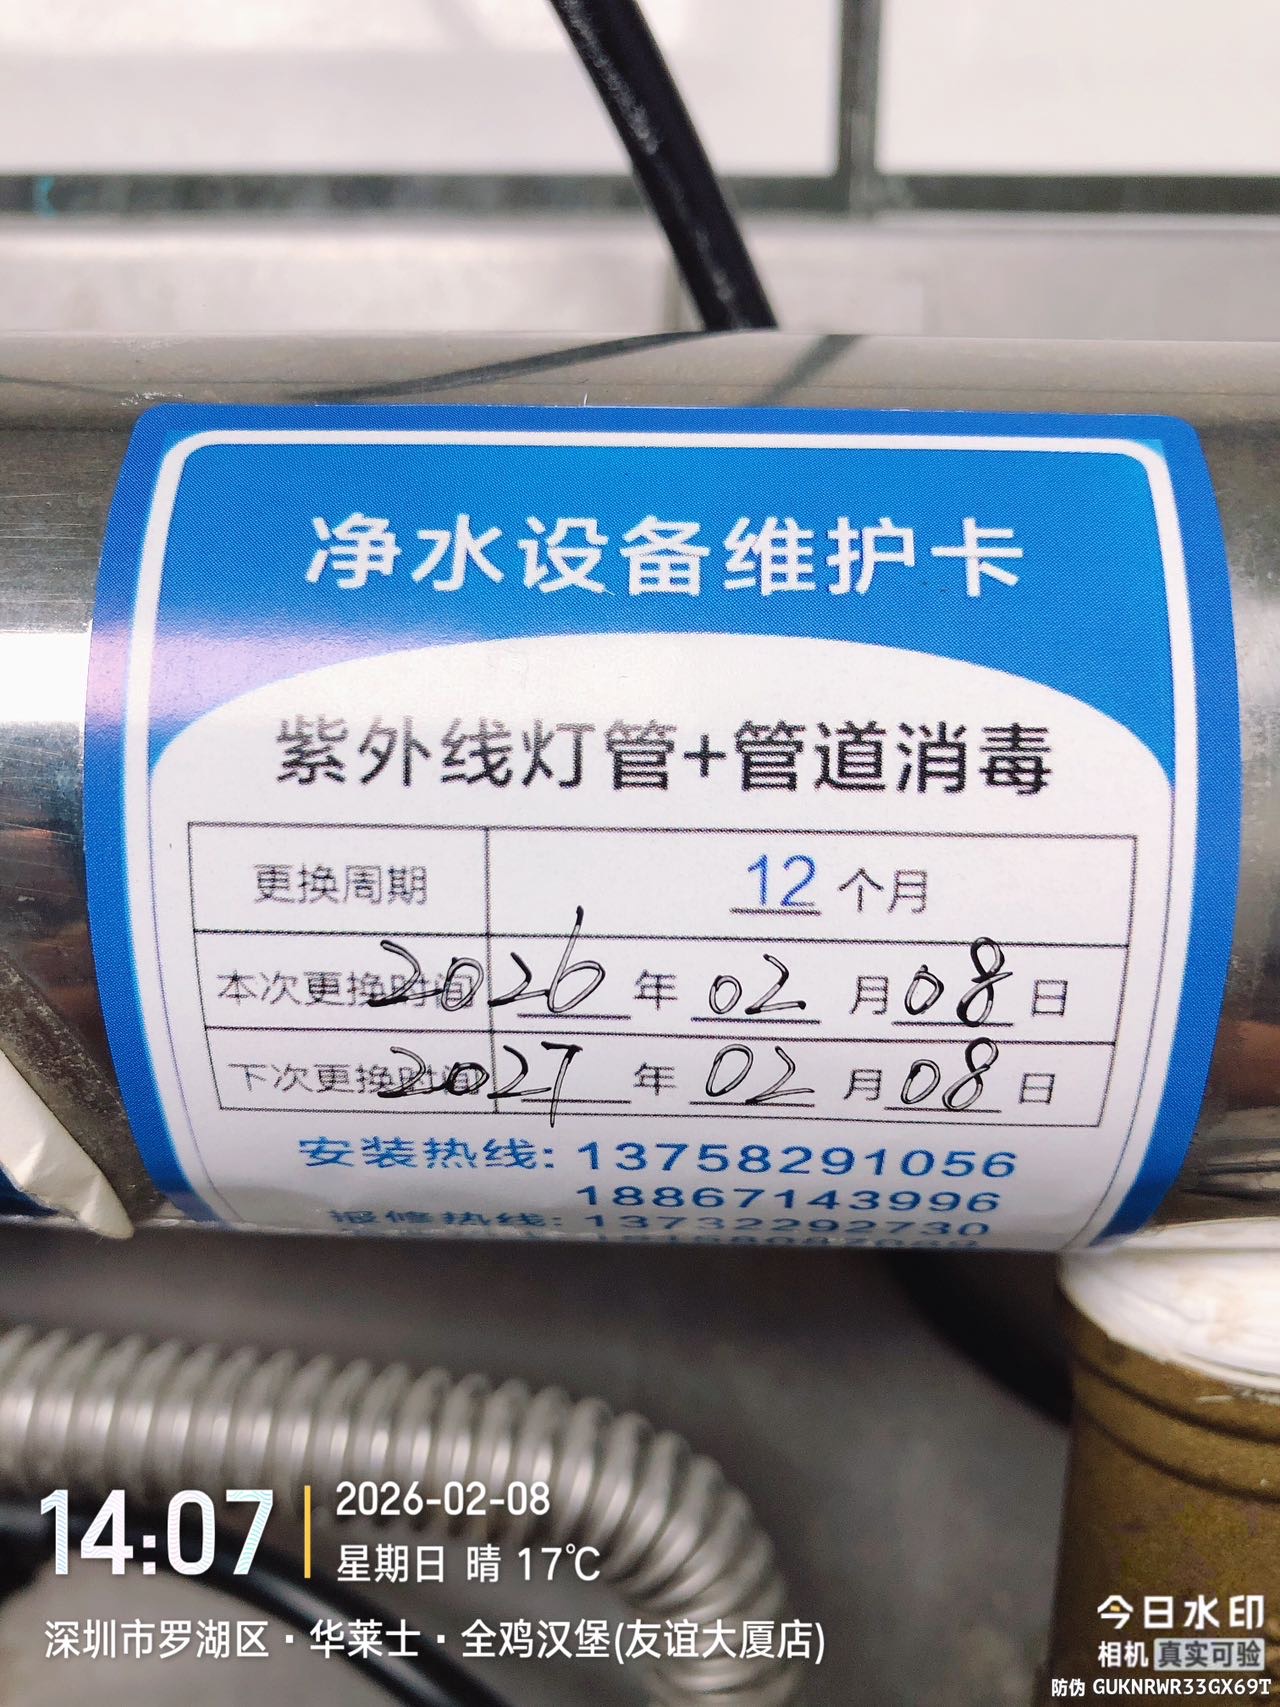 净水设备维护卡
紫外线灯管+管道消毒
更换周期 12 个月
本次更换时间 2026 年 02 月 08 日
下次更换时间 2027 年 02 月 08 日
安装热线: 13758291056
18867143996
报修热线: 13732292730
14:07
2026-02-08
星期日 晴 17℃
深圳市罗湖区·华莱士·全鸡汉堡(友谊大厦店)
今日水印
相机 真实可验
防伪 GUKNRWR33GX69T